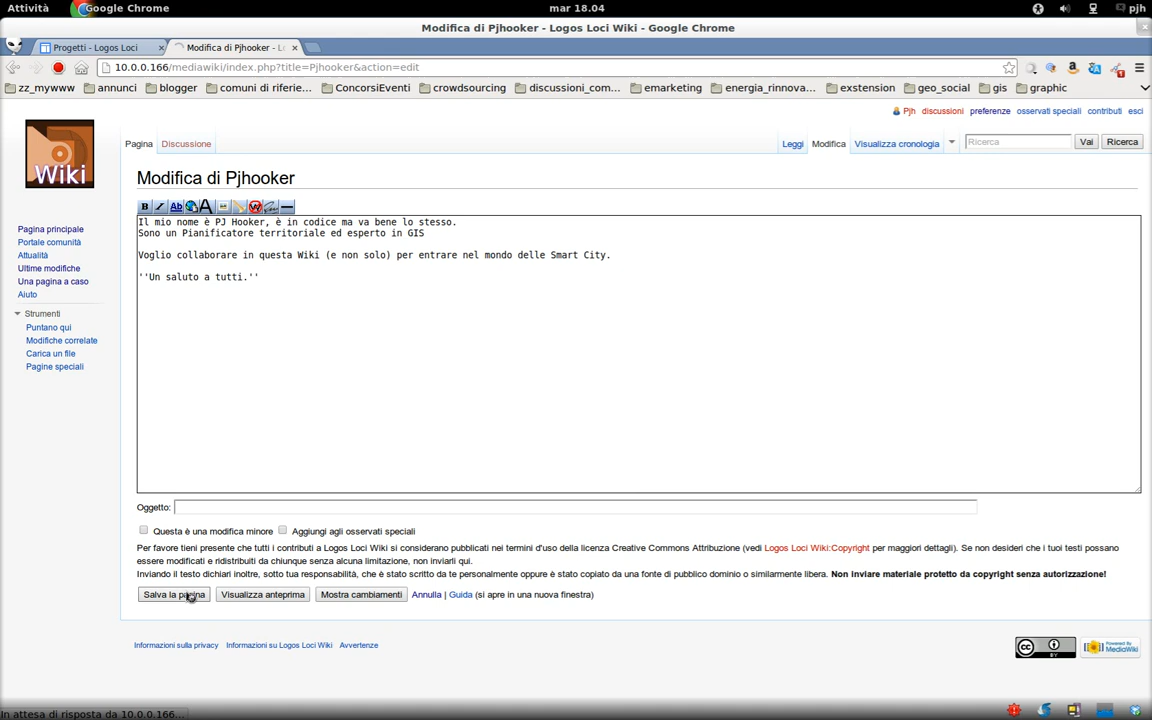 Attività
Google Chrome
mar 18.04
pjh
Modifica di Pjhooker - Logos Loci Wiki - Google Chrome
Progetti - Logos Loci
Modifica di Pjhooker - Lo
10.0.0.166/mediawiki/index.php?title=Pjhooker&action=edit
zz_mywww
annunci
blogger
comuni di riferie...
ConcorsiEventi
crowdsourcing
discussioni_com...
emarketing
energia_rinnova...
exstension
geo_social
gis
graphic
Pjh discussioni preferenze osservati speciali contributi esci
Wiki
Pagina Discussione
Leggi Modifica Visualizza cronologia
Ricerca
Vai
Ricerca
Modifica di Pjhooker
B I Ab A W
Il mio nome è PJ Hooker, è in codice ma va bene lo stesso.
Sono un Pianificatore territoriale ed esperto in GIS
Voglio collaborare in questa Wiki (e non solo) per entrare nel mondo delle Smart City.
''Un saluto a tutti.''
Pagina principale
Portale comunità
Attualità
Ultime modifiche
Una pagina a caso
Aiuto
Strumenti
Puntano qui
Modifiche correlate
Carica un file
Pagine speciali
Oggetto:
Questa è una modifica minore
Aggiungi agli osservati speciali
Per favore tieni presente che tutti i contributi a Logos Loci Wiki si considerano pubblicati nei termini d'uso della licenza Creative Commons Attribuzione (vedi Logos Loci Wiki:Copyright per maggiori dettagli). Se non desideri che i tuoi testi possano
essere modificati e ridistribuiti da chiunque senza alcuna limitazione, non inviarli qui.
Inviando il testo dichiari inoltre, sotto tua responsabilità, che è stato scritto da te personalmente oppure è stato copiato da una fonte di pubblico dominio o similarmente libera. Non inviare materiale protetto da copyright senza autorizzazione!
Salva la pagina
Visualizza anteprima
Mostra cambiamenti
Annulla | Guida (si apre in una nuova finestra)
Informazioni sulla privacy
Informazioni su Logos Loci Wiki
Avvertenze
cc
BY
Powered By
MediaWiki
In attesa di risposta da 10.0.0.166...